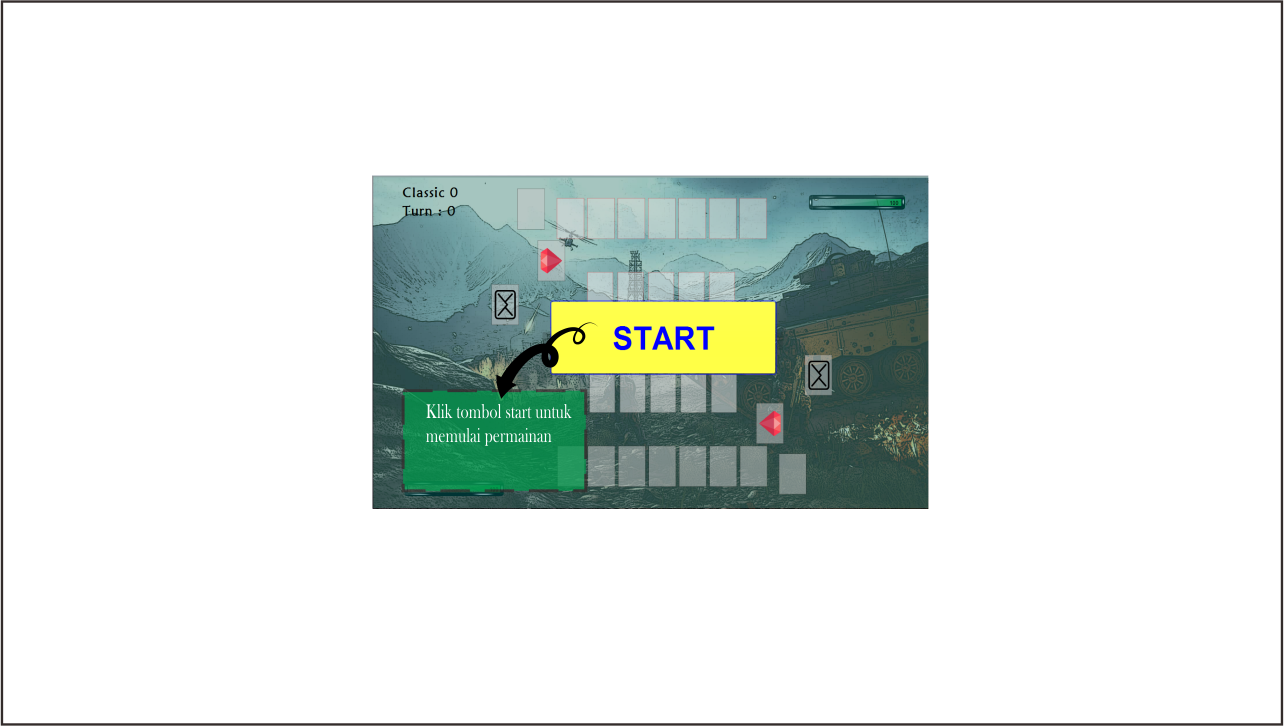 Classic 0
Turn : 0
START
Klik tombol start untuk
memulai permainan